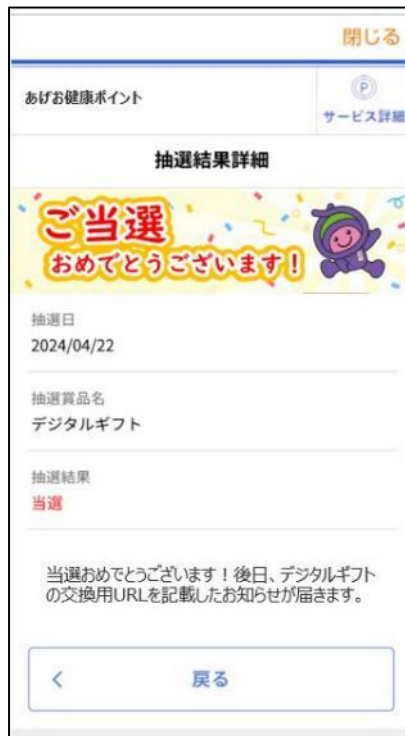 閉じる
あげお健康ポイント
P
サービス詳細
抽選結果詳細
ご当選
おめでとうございます!
抽選日
2024/04/22
抽選賞品名
デジタルギフト
抽選結果
当選
当選おめでとうございます!後日、デジタルギフト
の交換用URLを記載したお知らせが届きます。
戻る